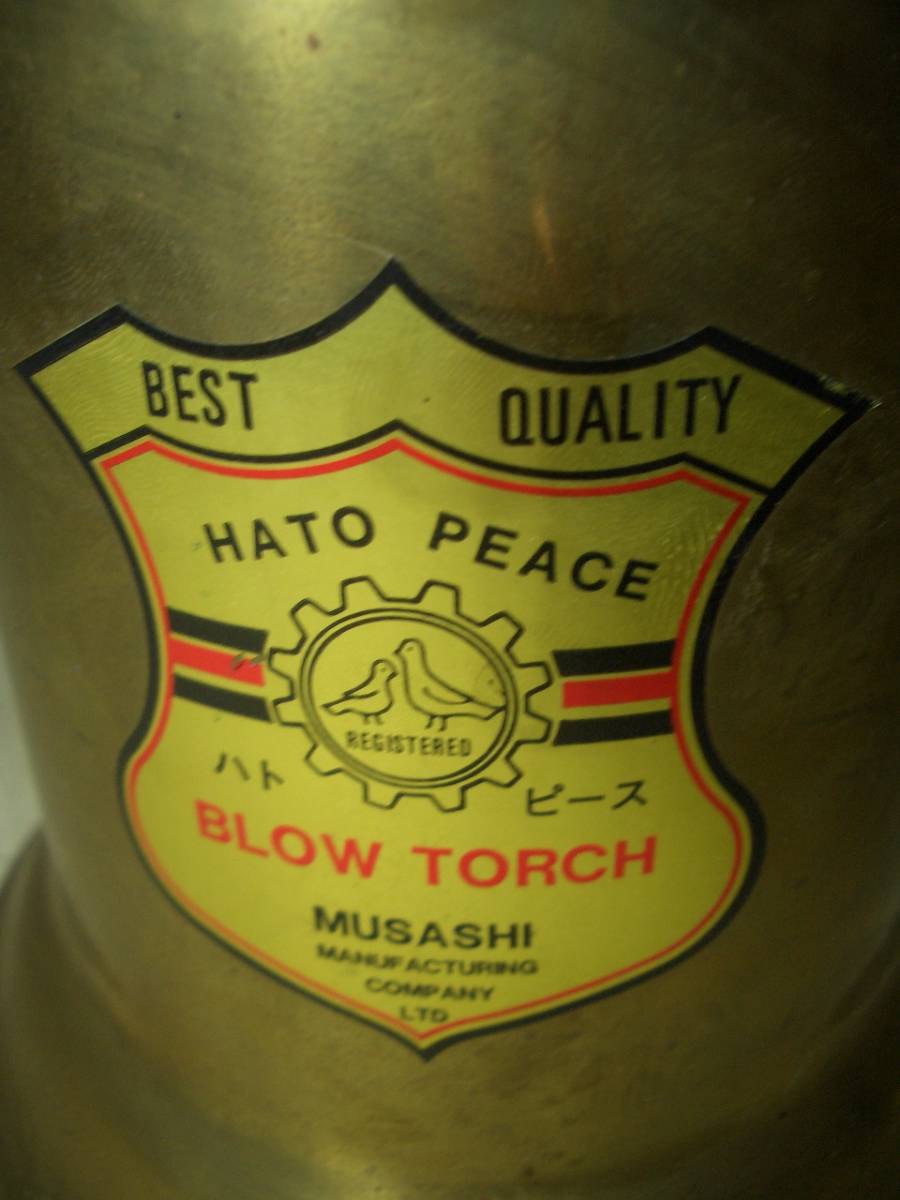 BEST QUALITY
HATO PEACE
REGISTERED
ハト ピース
BLOW TORCH
MUSASHI
MANUFACTURING
COMPANY
LTD